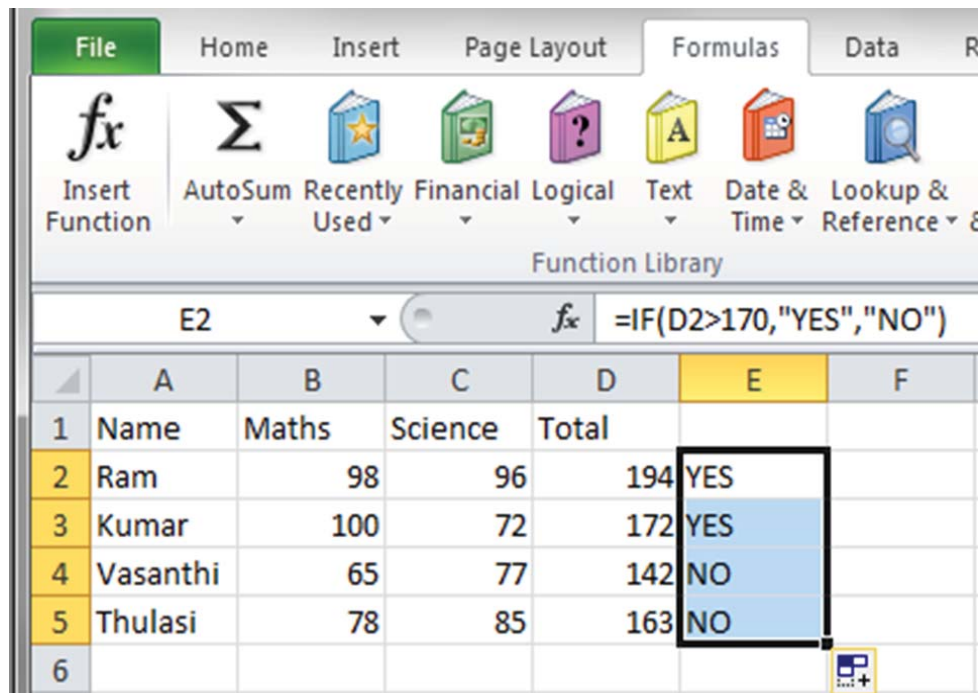 File Home Insert Page Layout Formulas Data R
fx Σ ? A
Insert AutoSum Recently Financial Logical Text Date & Lookup &
Function Used Time Reference &
Function Library
E2 fx =IF(D2>170,"YES","NO")
A B C D E F
1 Name Maths Science Total
2 Ram 98 96 194 YES
3 Kumar 100 72 172 YES
4 Vasanthi 65 77 142 NO
5 Thulasi 78 85 163 NO
6